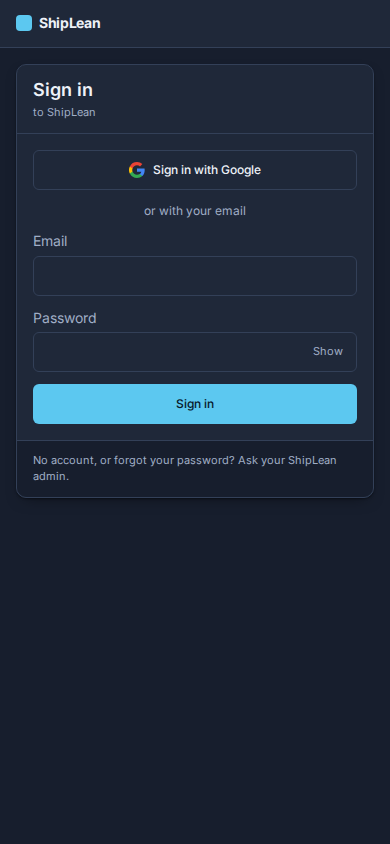 ShipLean
Sign in
to ShipLean
Sign in with Google
or with your email
Email
Password
Show
Sign in
No account, or forgot your password? Ask your ShipLean
admin.